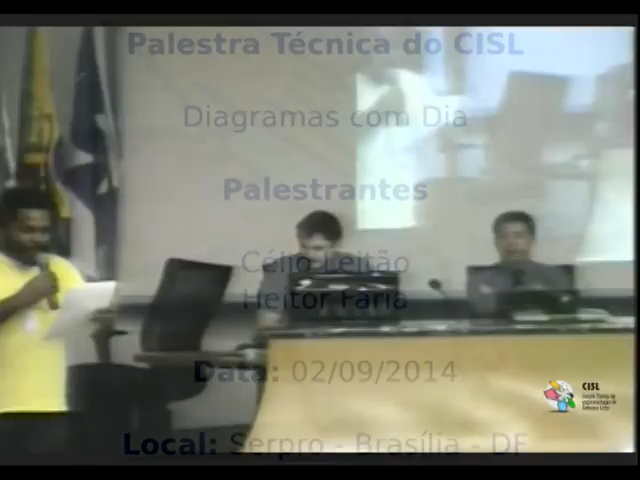 Palestra Técnica do CISL
Diagramas com Dia
Palestrantes
Célio Leitão
Heitor Faria
Data: 02/09/2014
Local: Serpro - Brasília - DF
CISL